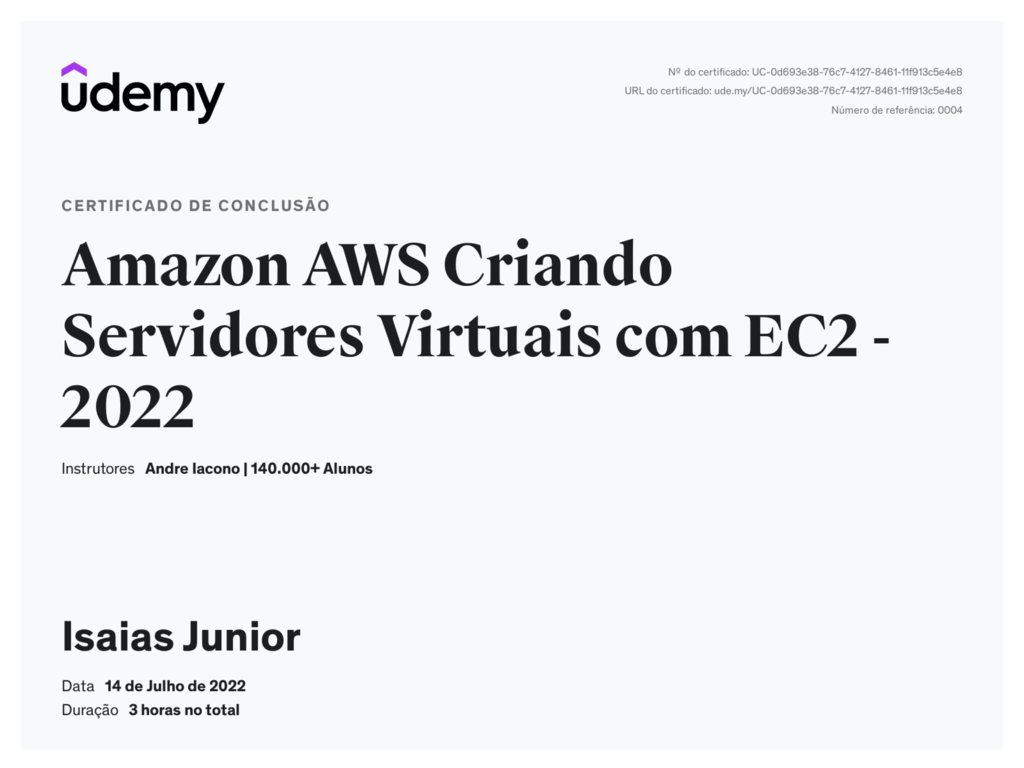 udemy
Nº do certificado: UC-0d693e38-76c7-4127-8461-11f913c5e4e8
URL do certificado: ude.my/UC-0d693e38-76c7-4127-8461-11f913c5e4e8
Número de referência: 0004
CERTIFICADO DE CONCLUSÃO
Amazon AWS Criando
Servidores Virtuais com EC2 -
2022
Instrutores Andre Iacono | 140.000+ Alunos
Isaias Junior
Data 14 de Julho de 2022
Duração 3 horas no total